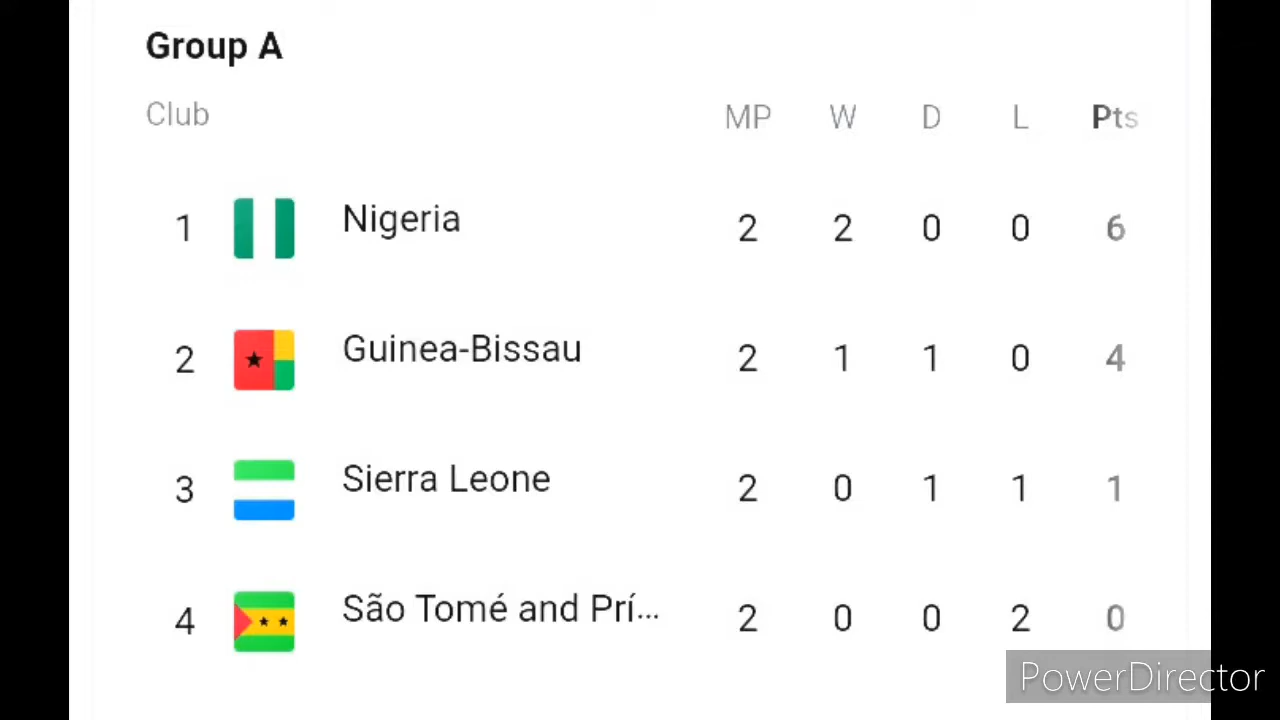 Group A
Club MP W D L Pts
1 Nigeria 2 2 0 0 6
2 Guinea-Bissau 2 1 1 0 4
3 Sierra Leone 2 0 1 1 1
4 São Tomé and Prí... 2 0 0 2 0
PowerDirector